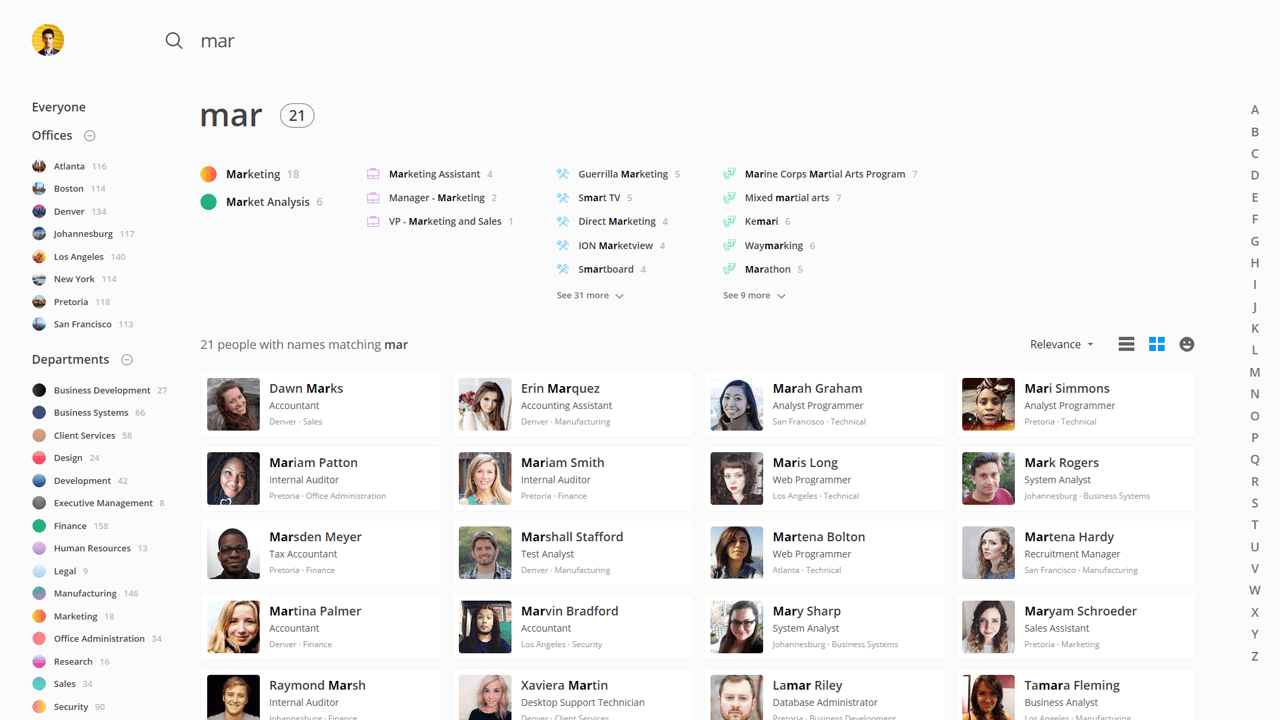 mar
Everyone
Offices
Atlanta 116
Boston 114
Denver 134
Johannesburg 117
Los Angeles 140
New York 114
Pretoria 118
San Francisco 113
Departments
Business Development 27
Business Systems 66
Client Services 58
Design 24
Development 42
Executive Management 8
Finance 158
Human Resources 13
Legal 9
Manufacturing 146
Marketing 18
Office Administration 34
Research 16
Sales 34
Security 90
mar 21
Marketing 18
Market Analysis 6
Marketing Assistant 4
Manager - Marketing 2
VP - Marketing and Sales 1
Guerrilla Marketing 5
Smart TV 5
Direct Marketing 4
ION Marketview 4
Smartboard 4
See 31 more
Marine Corps Martial Arts Program 7
Mixed martial arts 7
Kemari 6
Waymarking 6
Marathon 5
See 9 more
21 people with names matching mar
Relevance
Dawn Marks
Accountant
Denver · Sales
Erin Marquez
Accounting Assistant
Denver · Manufacturing
Marah Graham
Analyst Programmer
San Francisco · Technical
Mari Simmons
Analyst Programmer
Pretoria · Technical
Mariam Patton
Internal Auditor
Pretoria · Office Administration
Mariam Smith
Internal Auditor
Pretoria · Finance
Maris Long
Web Programmer
Los Angeles · Technical
Mark Rogers
System Analyst
Johannesburg · Business Systems
Marsden Meyer
Tax Accountant
Pretoria · Finance
Marshall Stafford
Test Analyst
Denver · Manufacturing
Martena Bolton
Web Programmer
Atlanta · Technical
Martena Hardy
Recruitment Manager
San Francisco · Manufacturing
Martina Palmer
Accountant
Denver · Finance
Marvin Bradford
Accountant
Los Angeles · Security
Mary Sharp
System Analyst
Johannesburg · Business Systems
Maryam Schroeder
Sales Assistant
Pretoria · Marketing
Raymond Marsh
Internal Auditor
Johannesburg · Finance
Xaviera Martin
Desktop Support Technician
Denver · Client Services
Lamar Riley
Database Administrator
Pretoria · Business Development
Tamara Fleming
Business Analyst
Los Angeles · Manufacturing
A
B
C
D
E
F
G
H
I
J
K
L
M
N
O
P
Q
R
S
T
U
V
W
X
Y
Z